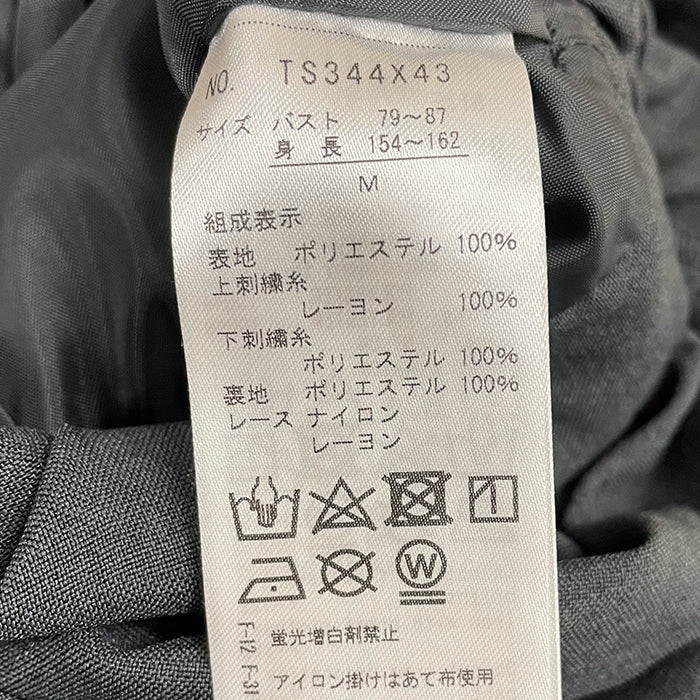 NO. TS344X43
サイズ バスト 79～87
身長 154～162
M
組成表示
表地 ポリエステル 100%
上刺繍糸
レーヨン 100%
下刺繍糸
ポリエステル 100%
裏地 ポリエステル 100%
レース ナイロン
レーヨン
W
F-12 蛍光増白剤禁止
F-31 アイロン掛けはあて布使用